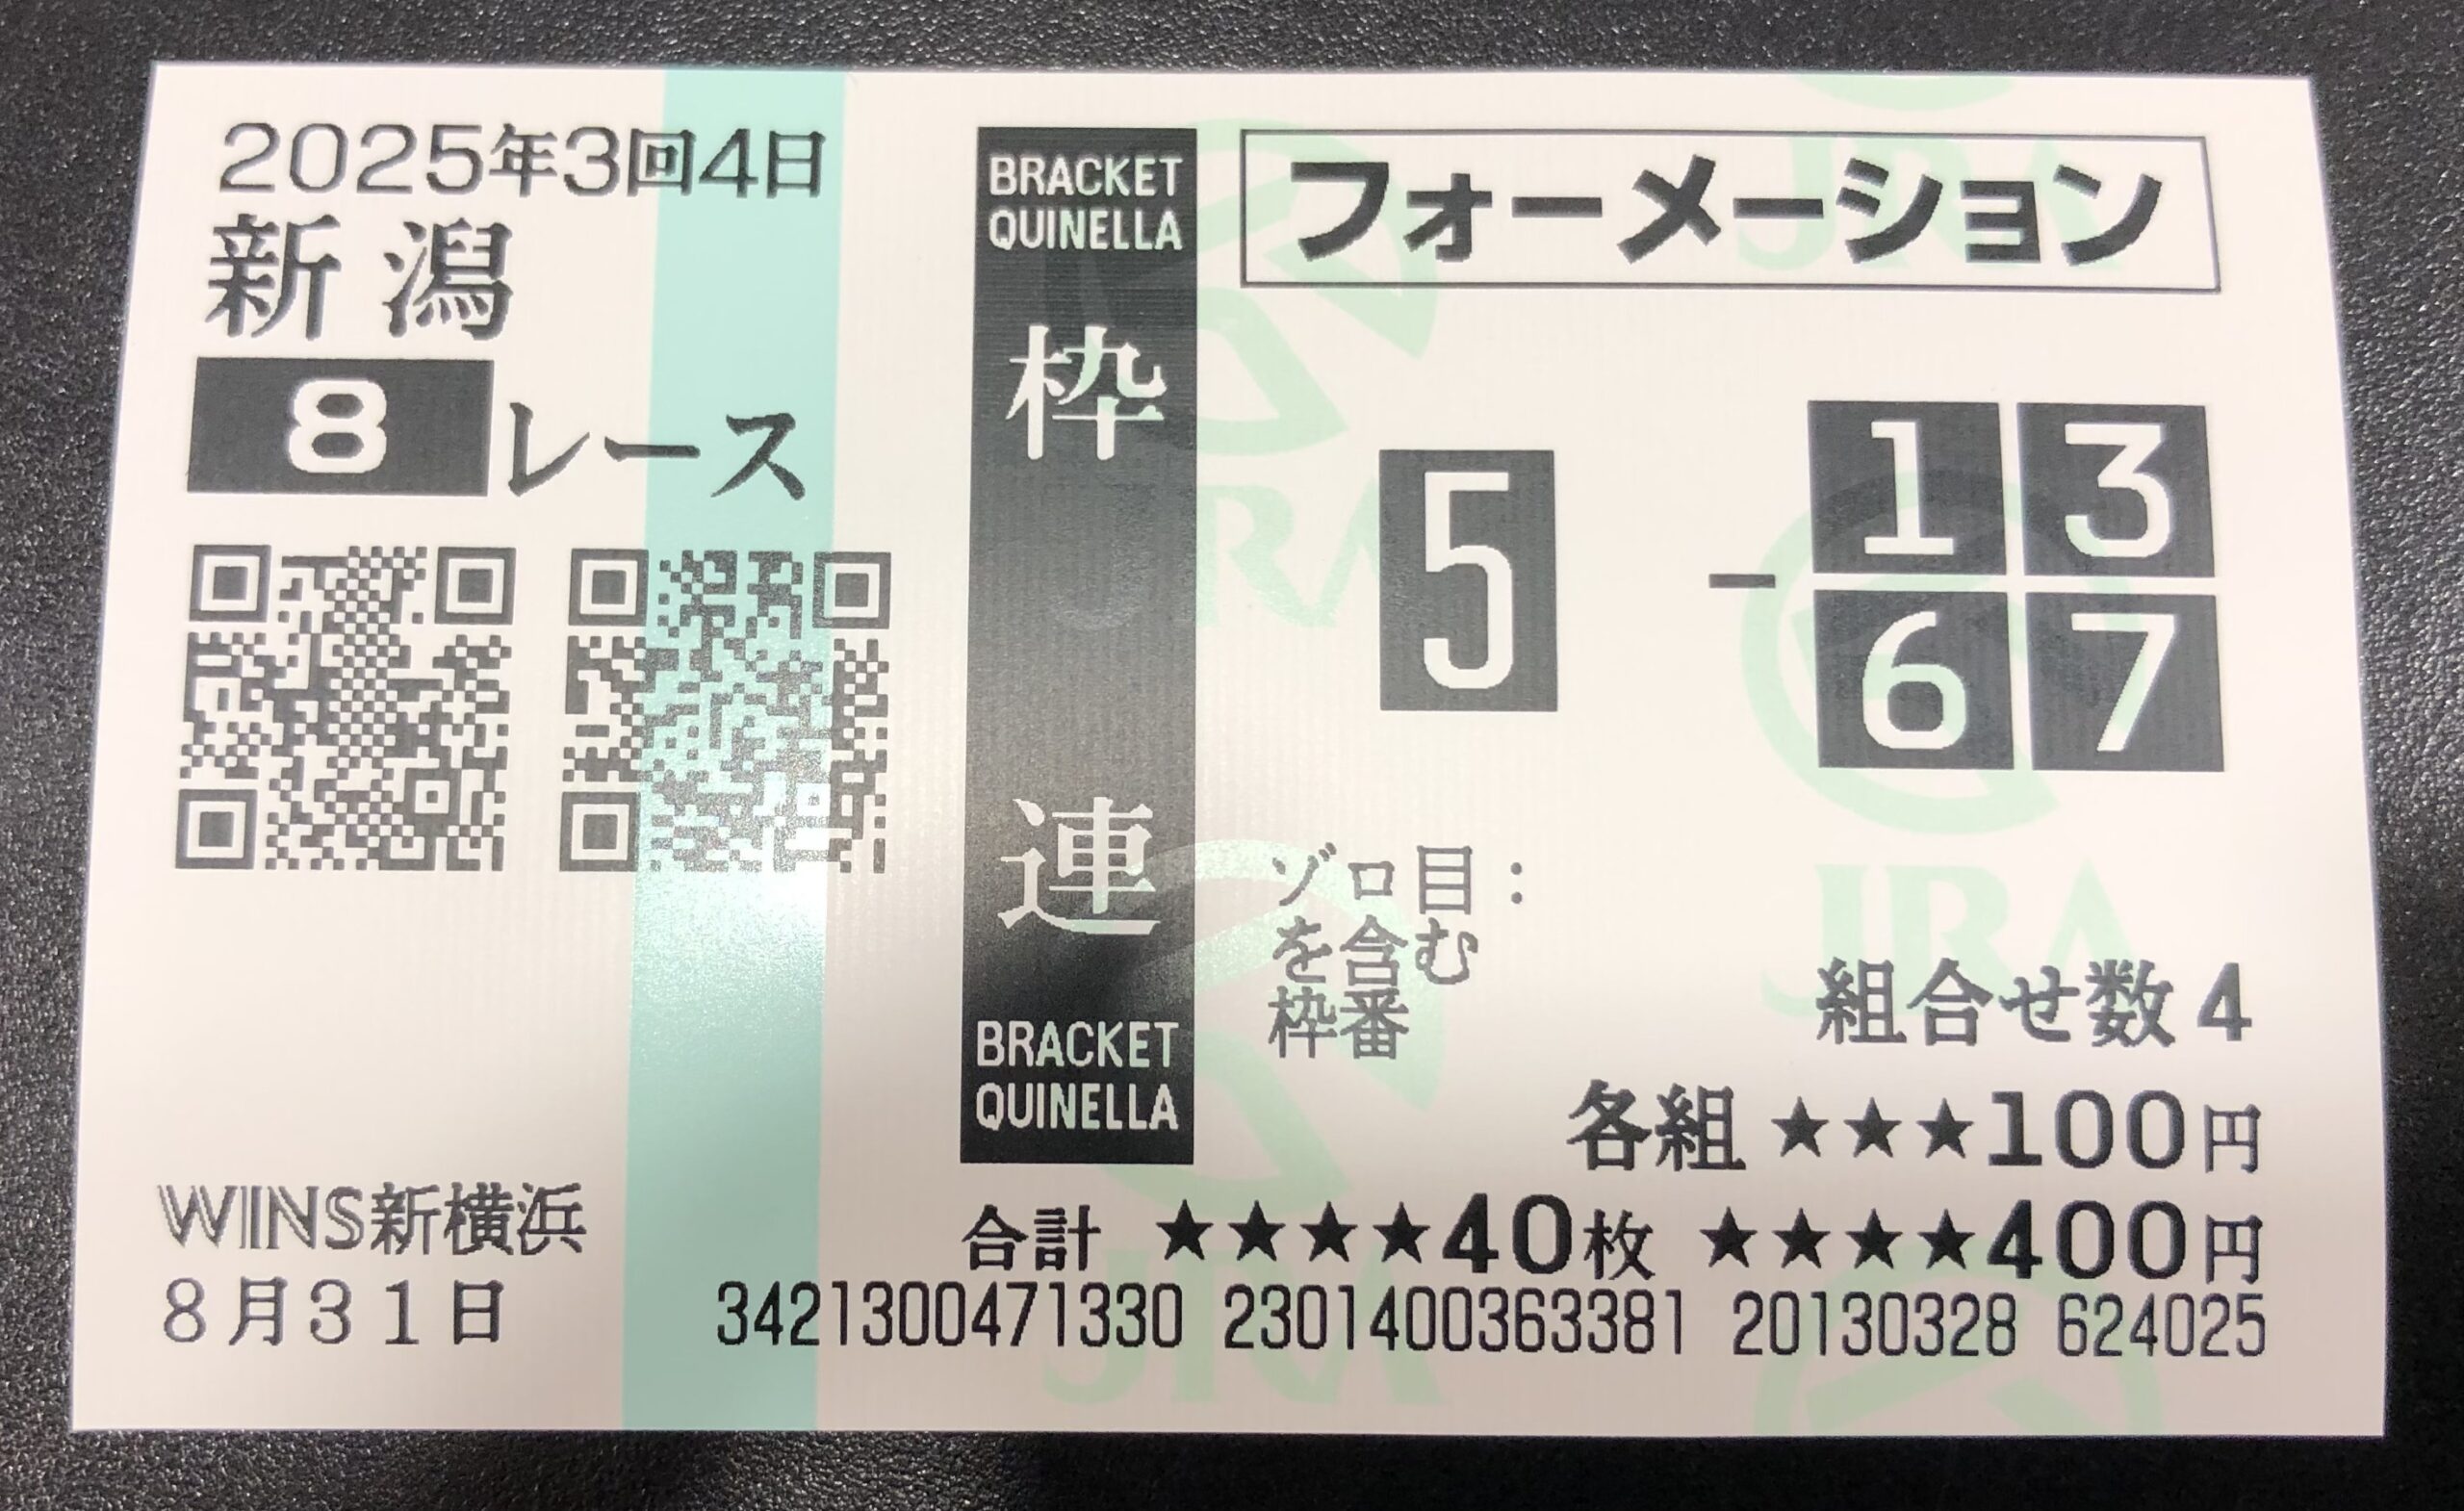 2025年3回4日
新潟
8レース
WINS新横浜
8月31日
BRACKET
QUINELLA
枠連
BRACKET
QUINELLA
フォーメーション
5 - 1 3
6 7
ゾロ目：
を含む
枠番
組合せ数 4
各組 ★★★100円
合計 ★★★★40枚 ★★★★400円
3421300471330 2301400363381 20130328 624025
JRA
JRA
JRA
JRA